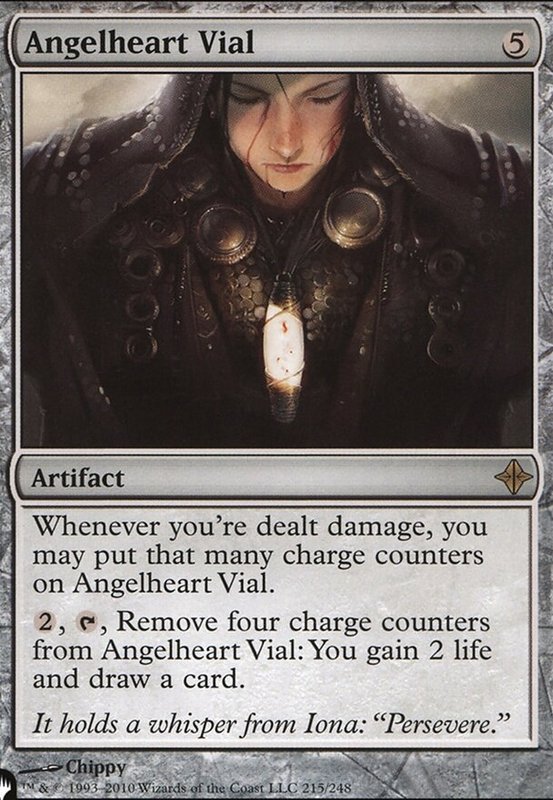 Angelheart Vial 5
Artifact
Whenever you're dealt damage, you
may put that many charge counters
on Angelheart Vial.
2, , Remove four charge counters
from Angelheart Vial: You gain 2 life
and draw a card.
It holds a whisper from Iona: “Persevere.”
Chippy
™ & © 1993–2010 Wizards of the Coast LLC 215/248